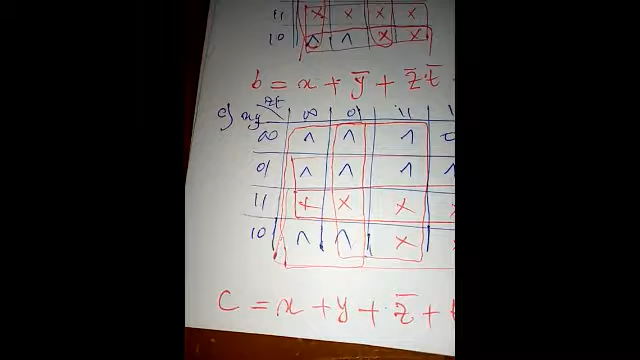 11 x x x x
10 1 1 x x
b = x + y̅ + z̅ t̅
c) xy zt 00 01 11
00 1 1 1
01 1 1 1
11 x x x
10 1 1 x
C = x + y + z̅ +